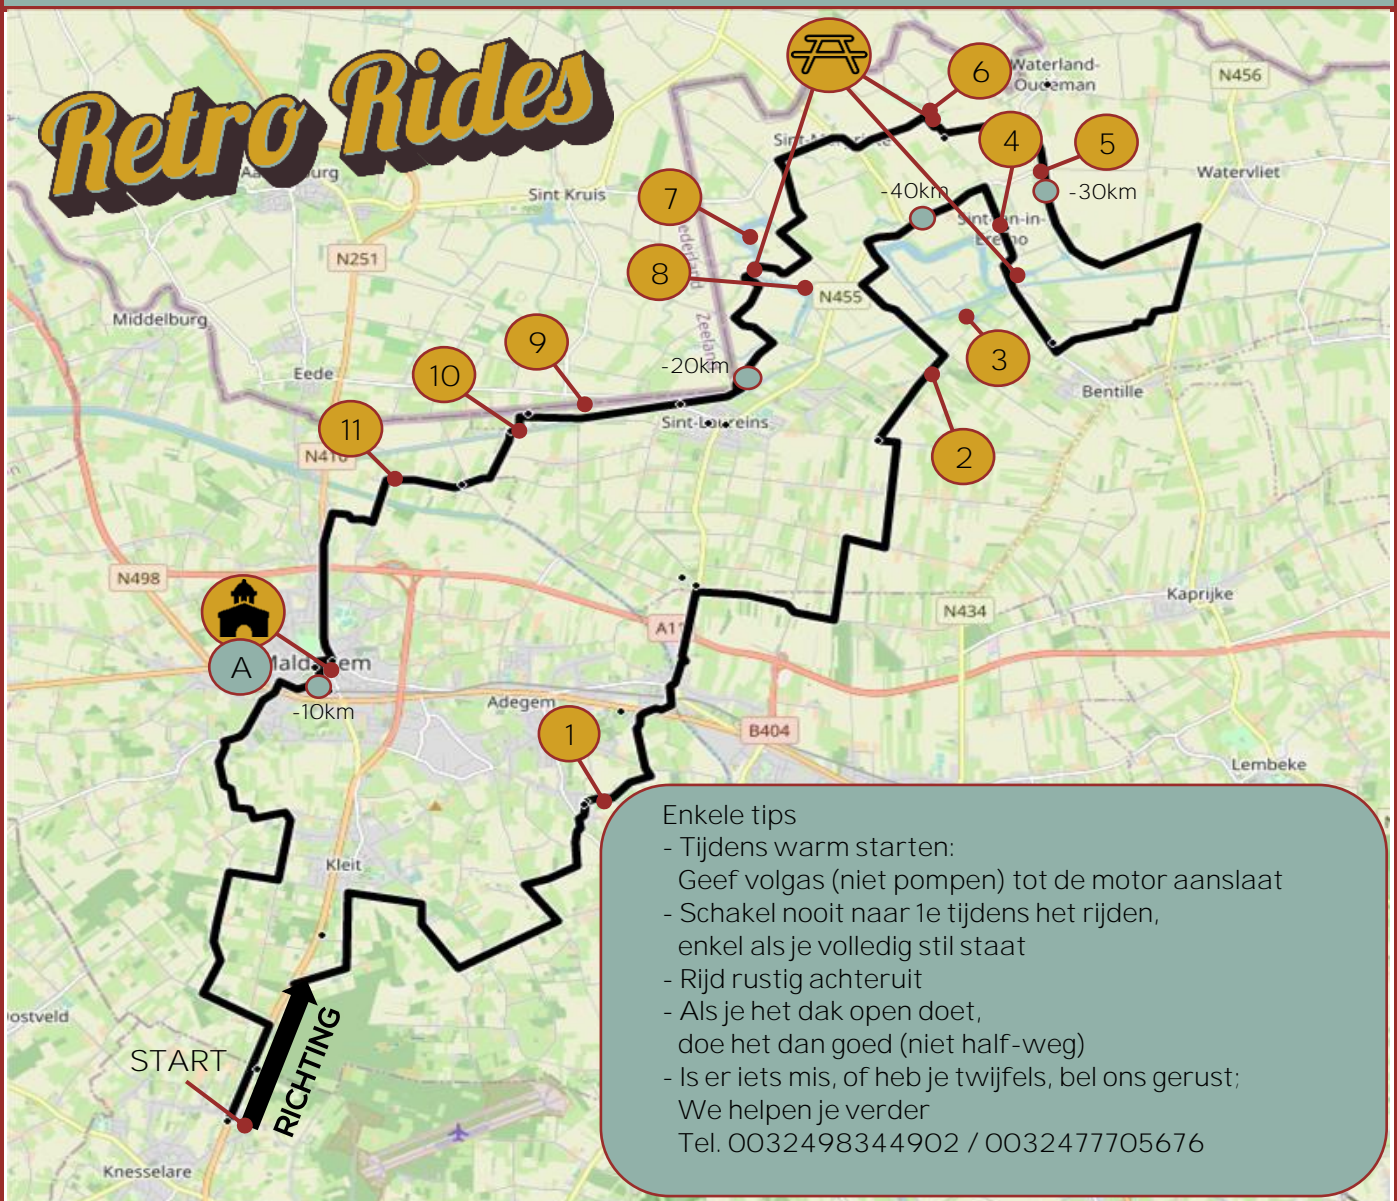 Retro Rides
6
Waterland-
Oudeman
N456
4
5
Watervliet
Sint Kruis
7
-40km
-30km
N251
8
N455
Middelburg
Zeeland
9
3
Eede
10
-20km
Bentille
11
Sint-Laureins
2
N498
Kaprijke
N434
A
-10km
Adegem
1
B404
Lembeke
Kleit
START
RICHTING
Knesselare
Enkele tips
- Tijdens warm starten:
Geef volgas (niet pompen) tot de motor aanslaat
- Schakel nooit naar 1e tijdens het rijden,
enkel als je volledig stil staat
- Rijd rustig achteruit
- Als je het dak open doet,
doe het dan goed (niet half-weg)
- Is er iets mis, of heb je twijfels, bel ons gerust;
We helpen je verder
Tel. 0032498344902 / 0032477705676